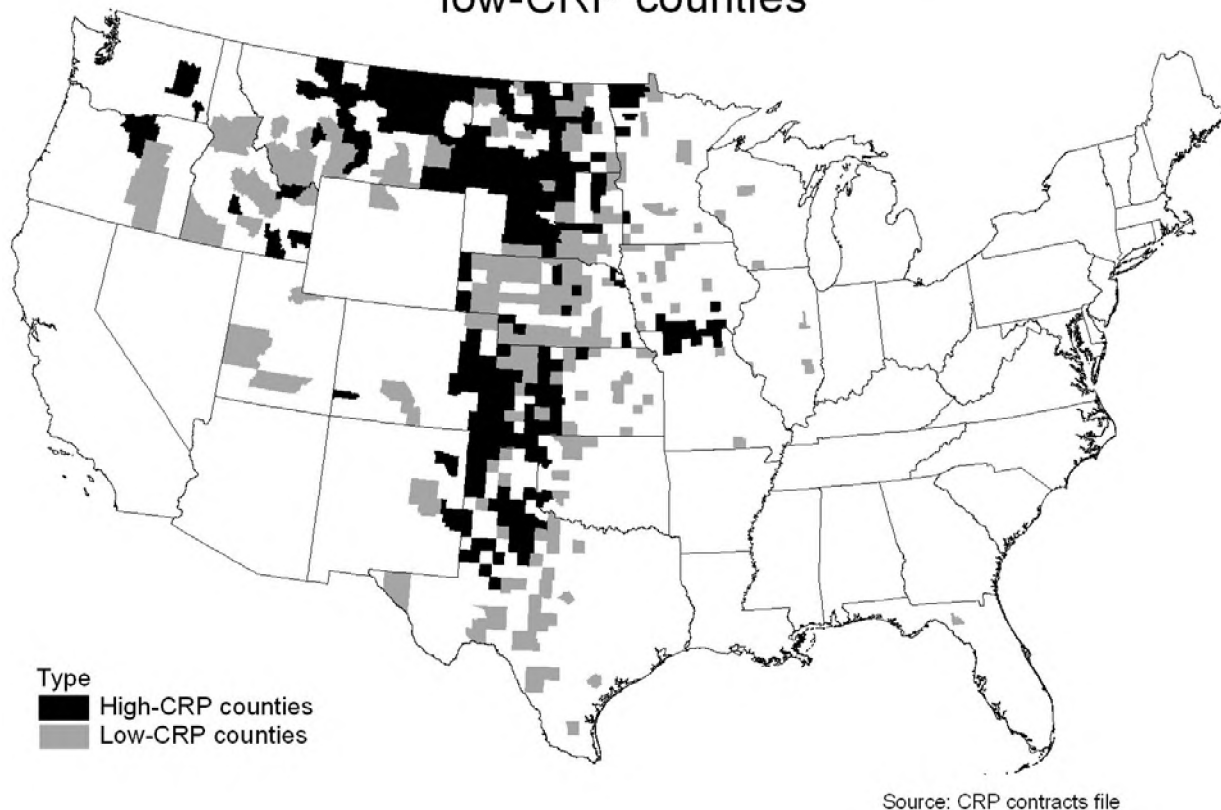 low-CRP counties
Type
High-CRP counties
Low-CRP counties
Source: CRP contracts file